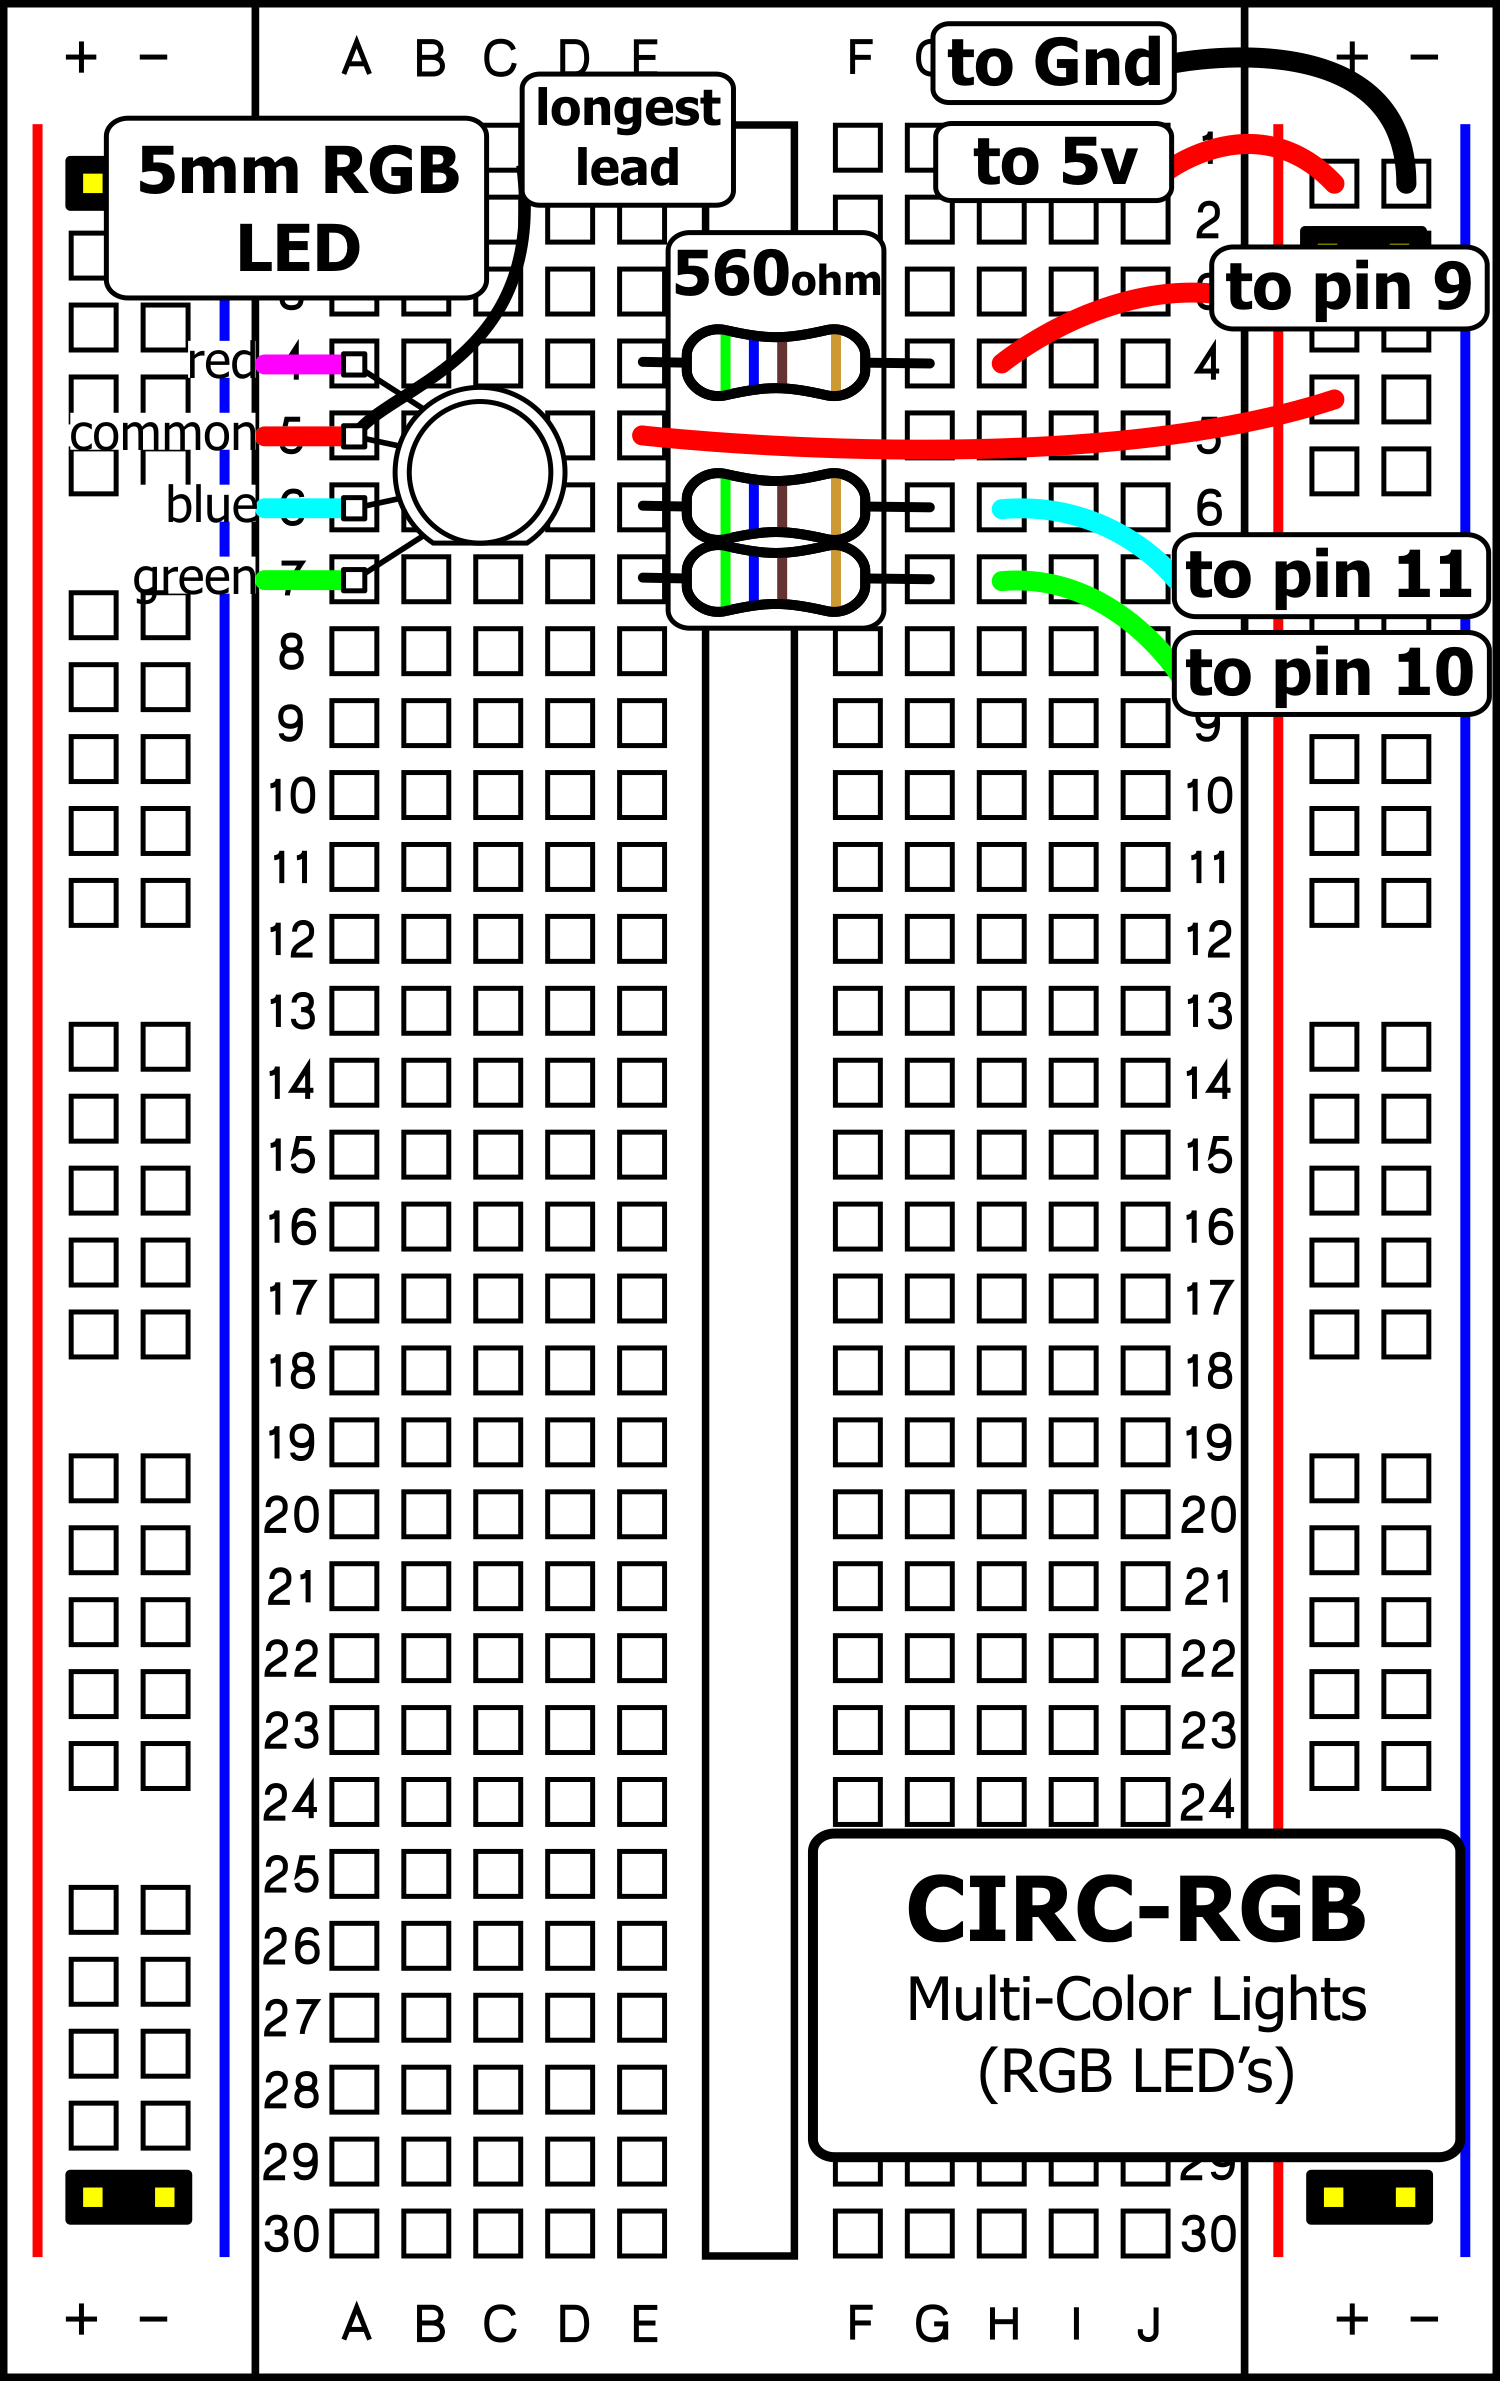 + − A B C D E F + −
to Gnd
longest
lead
5mm RGB
LED
to 5v
1
2
560ohm
to pin 9
3
red 4 4
common 5 5
blue 6 6
green 7
to pin 11
8
to pin 10
9 9
10 10
11 11
12 12
13 13
14 14
15 15
16 16
17 17
18 18
19 19
20 20
21 21
22 22
23 23
24 24
25
26
27
28
29 29
30 30
CIRC-RGB
Multi-Color Lights
(RGB LED’s)
+ − A B C D E F G H I J + −